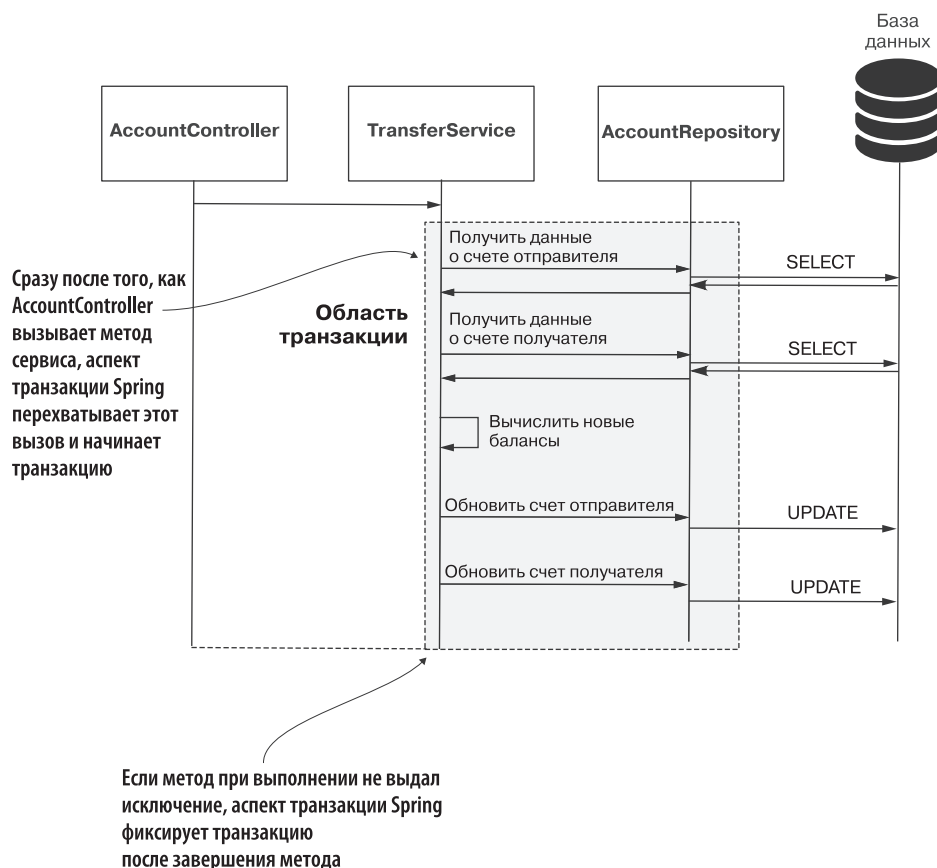 База
данных
AccountController
TransferService
AccountRepository
Получить данные
о счете отправителя
SELECT
Сразу после того, как
AccountController
вызывает метод
сервиса, аспект
транзакции Spring
перехватывает этот
вызов и начинает
транзакцию
Область
транзакции
Получить данные
о счете получателя
SELECT
Вычислить новые
балансы
Обновить счет отправителя
UPDATE
Обновить счет получателя
UPDATE
Если метод при выполнении не выдал
исключение, аспект транзакции Spring
фиксирует транзакцию
после завершения метода